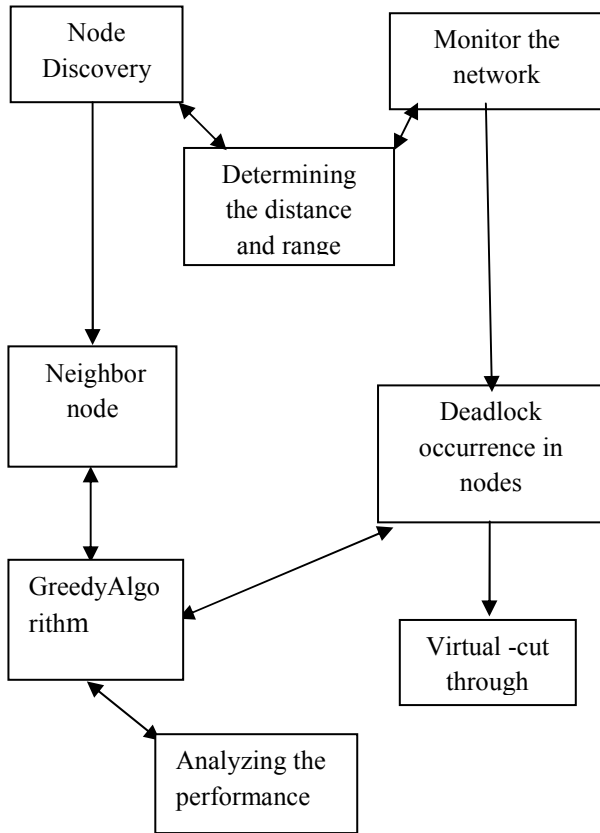 Node
Discovery
Monitor the
network
Determining
the distance
and range
Neighbor
node
Deadlock
occurrence in
nodes
GreedyAlgo
rithm
Virtual -cut
through
Analyzing the
performance